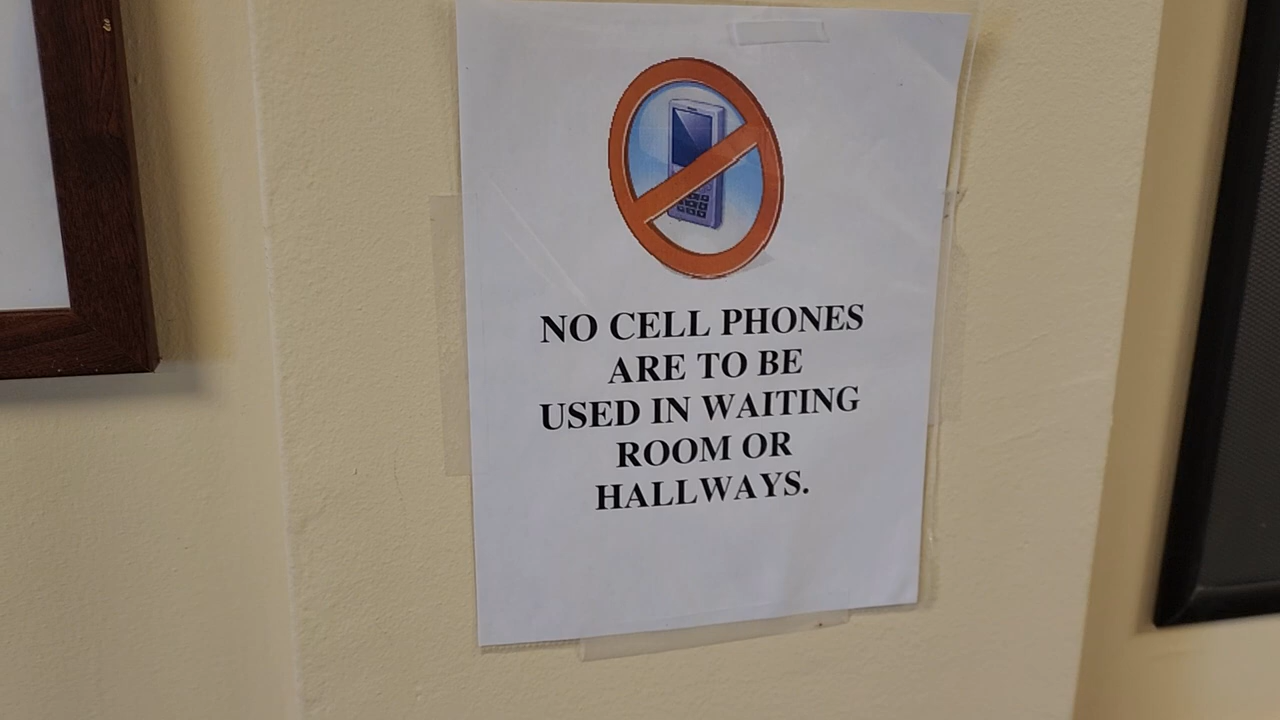 NO CELL PHONES
ARE TO BE
USED IN WAITING
ROOM OR
HALLWAYS.